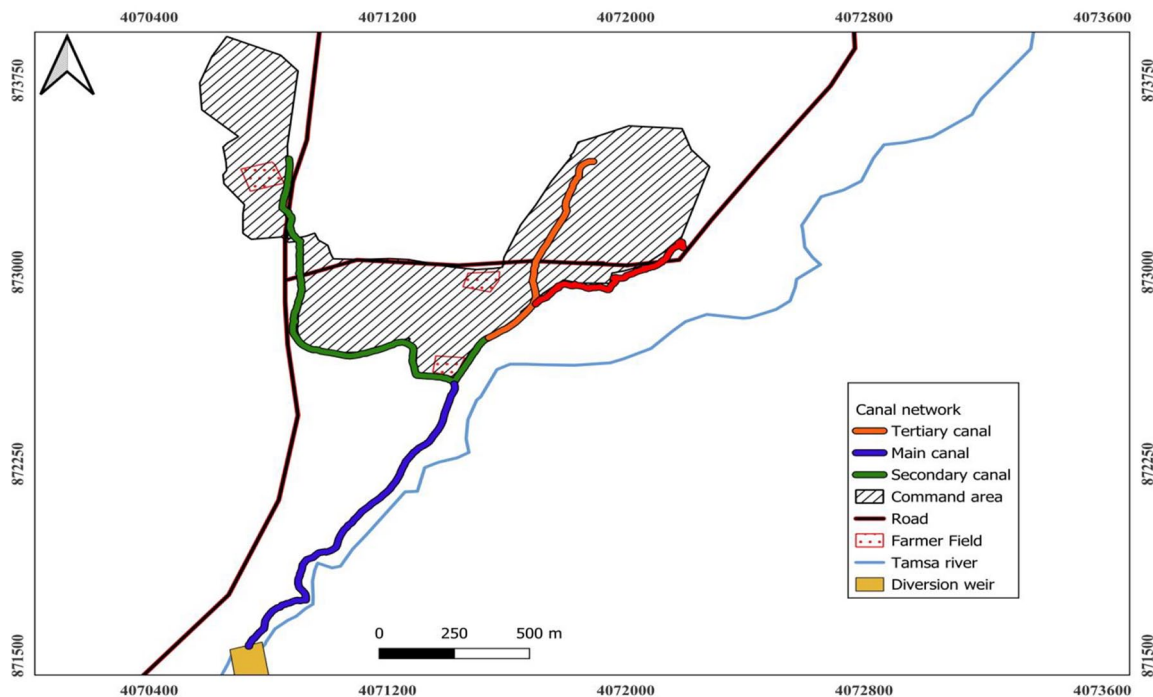 4070400 4071200 4072000 4072800 4073600
873750 873750
873000 873000
872250 872250
871500 871500
Canal network
Tertiary canal
Main canal
Secondary canal
Command area
Road
Farmer Field
Tamsa river
Diversion weir
0 250 500 m
4070400 4071200 4072000 4072800 4073600